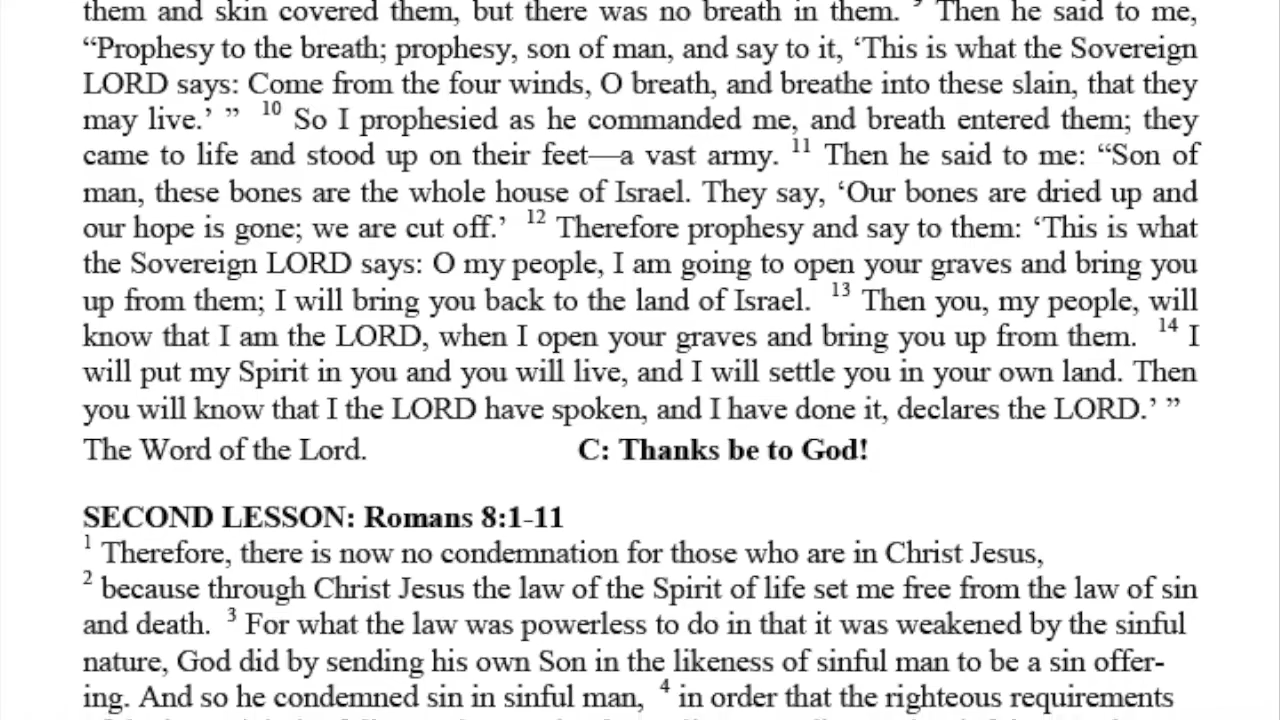 them and skin covered them, but there was no breath in them. 9 Then he said to me,
“Prophesy to the breath; prophesy, son of man, and say to it, ‘This is what the Sovereign
LORD says: Come from the four winds, O breath, and breathe into these slain, that they
may live.’ ” 10 So I prophesied as he commanded me, and breath entered them; they
came to life and stood up on their feet—a vast army. 11 Then he said to me: “Son of
man, these bones are the whole house of Israel. They say, ‘Our bones are dried up and
our hope is gone; we are cut off.’ 12 Therefore prophesy and say to them: ‘This is what
the Sovereign LORD says: O my people, I am going to open your graves and bring you
up from them; I will bring you back to the land of Israel. 13 Then you, my people, will
know that I am the LORD, when I open your graves and bring you up from them. 14 I
will put my Spirit in you and you will live, and I will settle you in your own land. Then
you will know that I the LORD have spoken, and I have done it, declares the LORD.’ ”
The Word of the Lord. C: Thanks be to God!
SECOND LESSON: Romans 8:1-11
1 Therefore, there is now no condemnation for those who are in Christ Jesus,
2 because through Christ Jesus the law of the Spirit of life set me free from the law of sin
and death. 3 For what the law was powerless to do in that it was weakened by the sinful
nature, God did by sending his own Son in the likeness of sinful man to be a sin offer-
ing. And so he condemned sin in sinful man, 4 in order that the righteous requirements